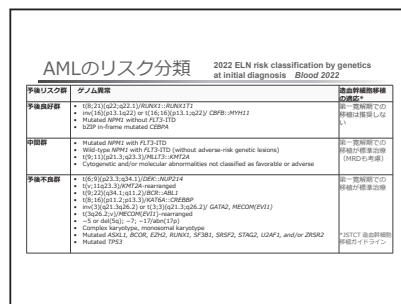 AMLのリスク分類
2022 ELN risk classification by genetics
at initial diagnosis Blood 2022
予後リスク群
ゲノム異常
造血幹細胞移植
の適応*
予後良好群
• t(8;21)(q22;q22.1)/RUNX1::RUNX1T1
• inv(16)(p13.1q22) or t(16;16)(p13.1;q22)/ CBFB::MYH11
• Mutated NPM1 without FLT3-ITD
• bZIP in-frame mutated CEBPA
第一寛解期での
移植は推奨しな
い
中間群
• Mutated NPM1 with FLT3-ITD
• Wild-type NPM1 with FLT3-ITD (without adverse-risk genetic lesions)
• t(9;11)(p21.3;q23.3)/MLLT3::KMT2A
• Cytogenetic and/or molecular abnormalities not classified as favorable or adverse
第一寛解期での
移植が標準治療
(MRDも考慮)
予後不良群
• t(6;9)(p23.3;q34.1)/DEK::NUP214
• t(v;11q23.3)/KMT2A-rearranged
• t(9;22)(q34.1;q11.2)/BCR::ABL1
• t(8;16)(p11.2;p13.3)/KAT6A::CREBBP
• inv(3)(q21.3q26.2) or t(3;3)(q21.3;q26.2)/ GATA2, MECOM(EVI1)
• t(3q26.2;v)/MECOM(EVI1)-rearranged
• −5 or del(5q); −7; −17/abn(17p)
• Complex karyotype, monosomal karyotype
• Mutated ASXL1, BCOR, EZH2, RUNX1, SF3B1, SRSF2, STAG2, U2AF1, and/or ZRSR2
• Mutated TP53
第一寛解期での
移植が標準治療
*JSTCT 造血幹細胞
移植ガイドライン